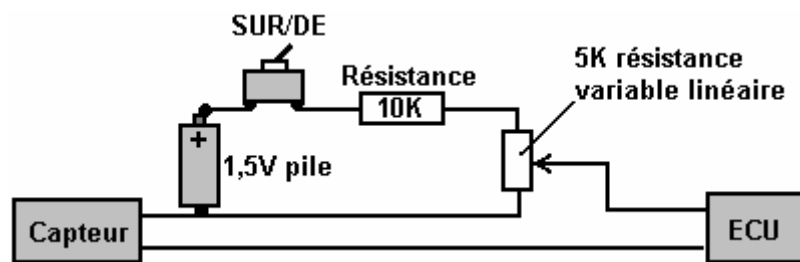 SUR/DE
Résistance
10K
5K résistance
variable linéaire
+
1,5V pile
Capteur
ECU